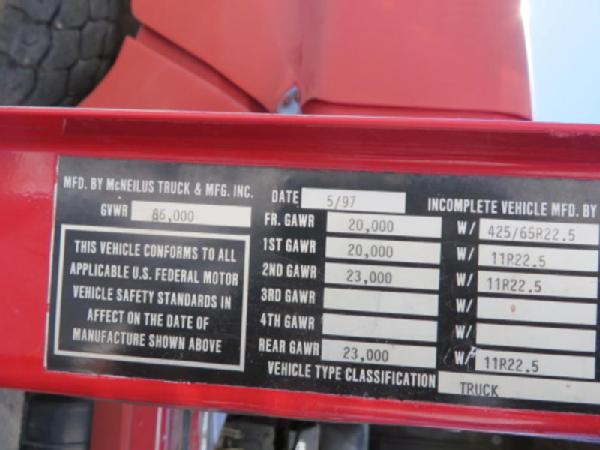 MFD. BY McNEILUS TRUCK & MFG. INC. DATE 5/97 INCOMPLETE VEHICLE MFD. BY
GVWR 86,000 FR. GAWR 20,000 W/ 425/65R22.5
1ST GAWR 20,000 W/ 11R22.5
2ND GAWR 23,000 W/ 11R22.5
3RD GAWR W/
4TH GAWR W/
REAR GAWR 23,000 W/ 11R22.5
VEHICLE TYPE CLASSIFICATION TRUCK
THIS VEHICLE CONFORMS TO ALL
APPLICABLE U.S. FEDERAL MOTOR
VEHICLE SAFETY STANDARDS IN
AFFECT ON THE DATE OF
MANUFACTURE SHOWN ABOVE